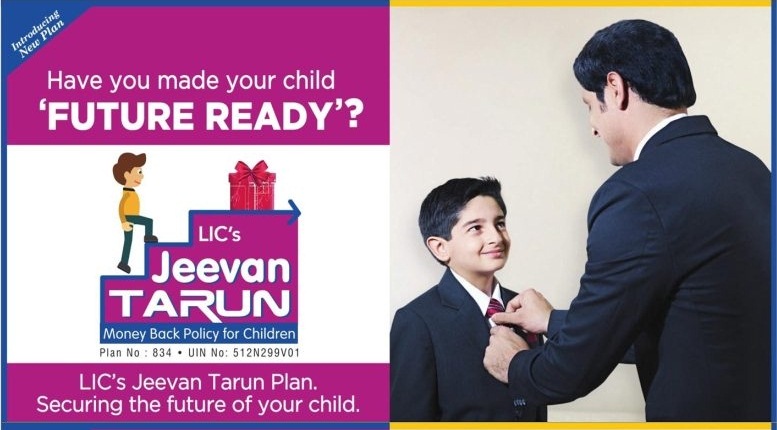 Introducing
New Plan
Have you made your child
‘FUTURE READY’?
LIC's
Jeevan
TARUN
Money Back Policy for Children
Plan No : 834 • UIN No: 512N299V01
LIC's Jeevan Tarun Plan.
Securing the future of your child.